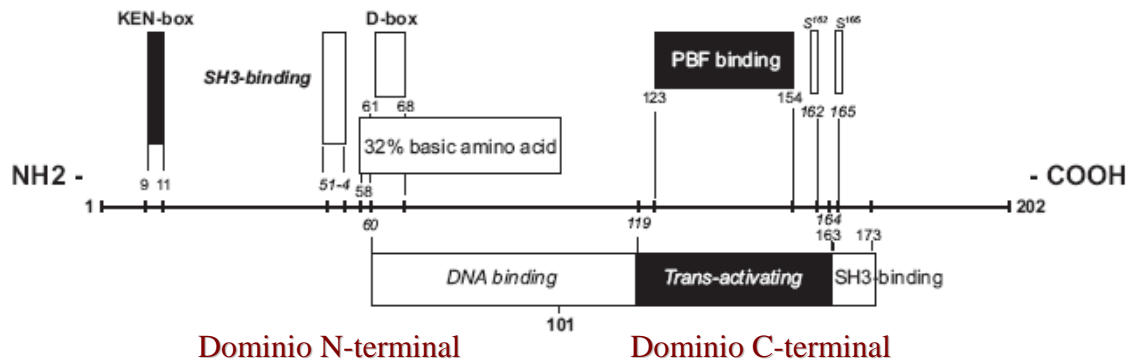 KEN-box
D-box
S¹⁶² S¹⁶⁵
SH3-binding
PBF binding
61 68
123 154
162 165
32% basic amino acid
NH2 -
- COOH
9 11
51-4
58
1
202
60
119
164
163 173
DNA binding
Trans-activating
SH3-binding
101
Dominio N-terminal
Dominio C-terminal